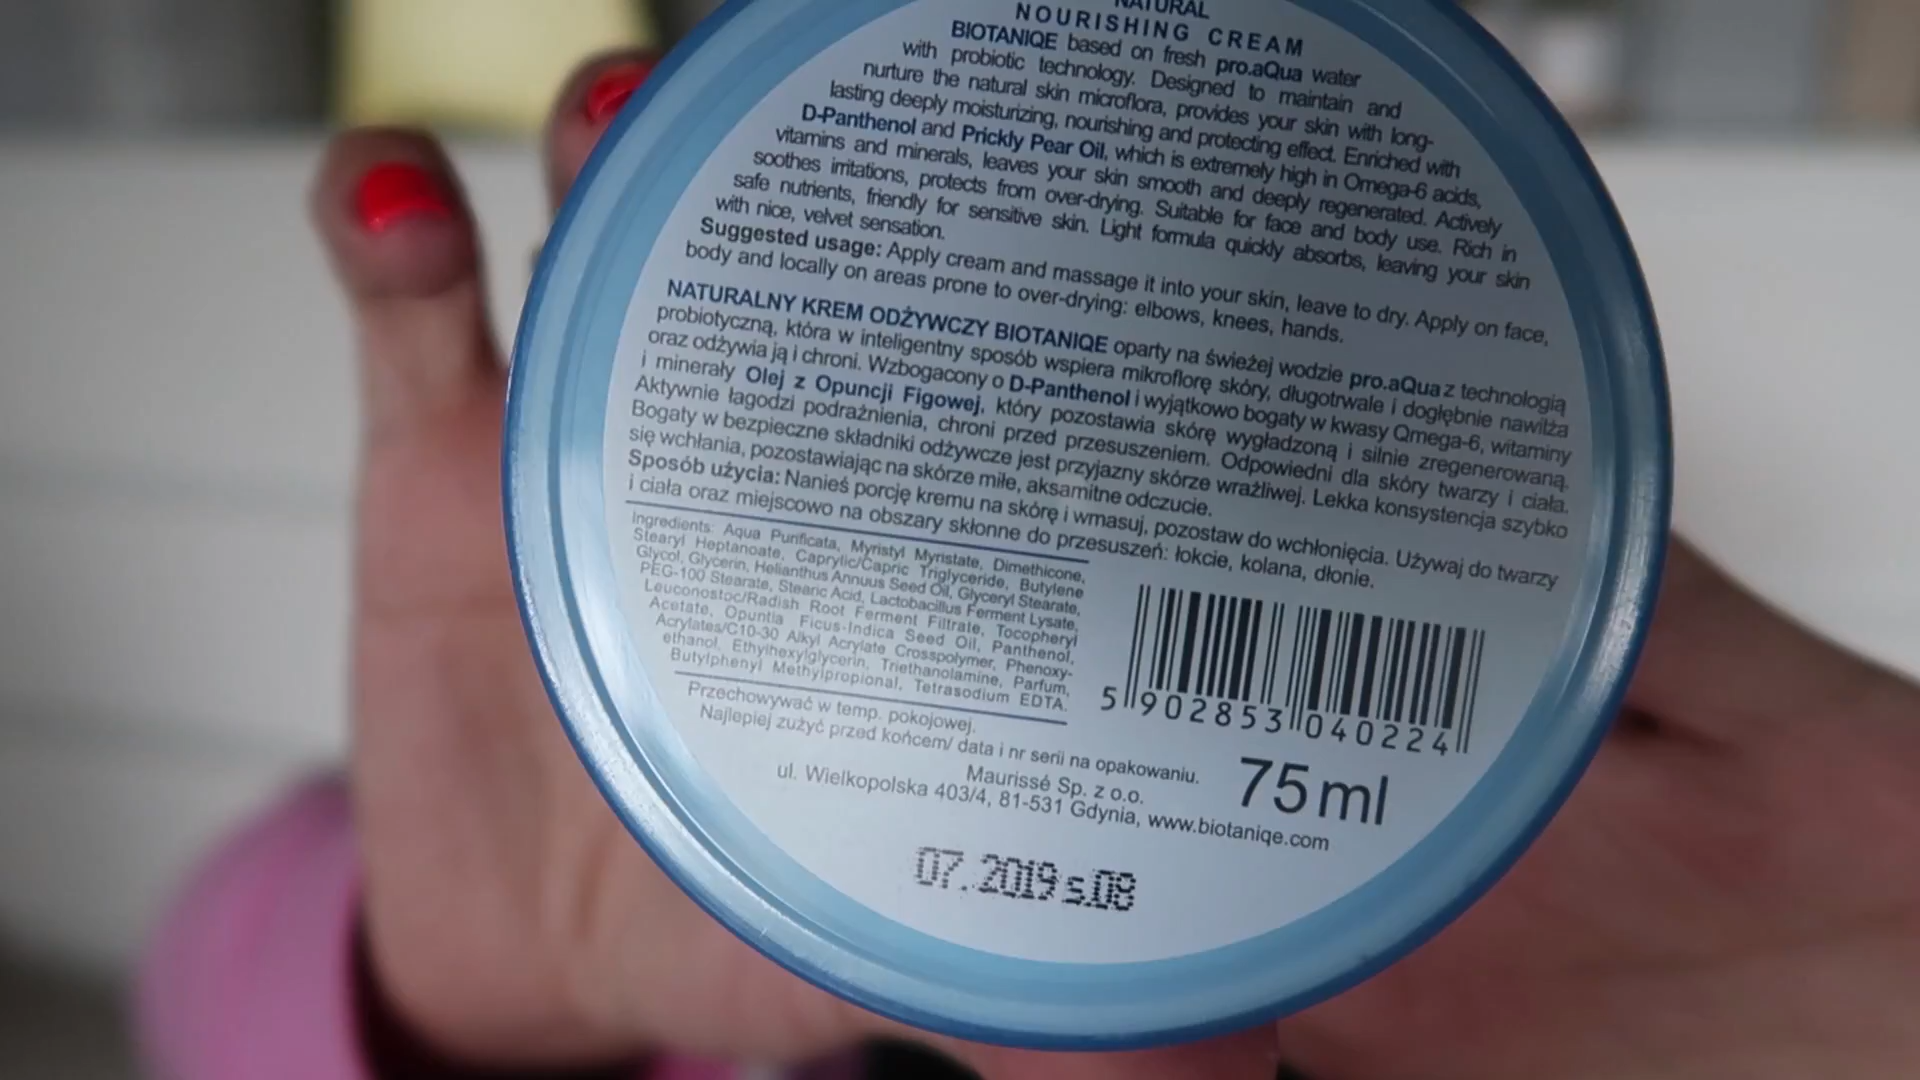 NATURAL
NOURISHING CREAM
BIOTANIQE based on fresh pro.aQua water
with probiotic technology. Designed to maintain and
nurture the natural skin microflora, provides your skin with long-
lasting deeply moisturizing, nourishing and protecting effect. Enriched with
D-Panthenol and Prickly Pear Oil, which is extremely high in Omega-6 acids,
vitamins and minerals, leaves your skin smooth and deeply regenerated. Actively
soothes irritations, protects from over-drying. Suitable for face and body use. Rich in
safe nutrients, friendly for sensitive skin. Light formula quickly absorbs, leaving your skin
with nice, velvet sensation.
Suggested usage: Apply cream and massage it into your skin, leave to dry. Apply on face,
body and locally on areas prone to over-drying: elbows, knees, hands.
NATURALNY KREM ODŻYWCZY BIOTANIQE oparty na świeżej wodzie pro.aQua z technologią
probiotyczną, która w inteligentny sposób wspiera mikroflorę skóry, długotrwale i dogłębnie nawilża
oraz odżywia ją i chroni. Wzbogacony o D-Panthenol i wyjątkowo bogaty w kwasy Omega-6, witaminy
i minerały Olej z Opuncji Figowej, który pozostawia skórę wygładzoną i silnie zregenerowaną.
Aktywnie łagodzi podrażnienia, chroni przed przesuszeniem. Odpowiedni dla skóry twarzy i ciała.
Bogaty w bezpieczne składniki odżywcze jest przyjazny skórze wrażliwej. Lekka konsystencja szybko
się wchłania, pozostawiając na skórze miłe, aksamitne odczucie.
Sposób użycia: Nanieś porcję kremu na skórę i wmasuj, pozostaw do wchłonięcia. Używaj do twarzy
i ciała oraz miejscowo na obszary skłonne do przesuszeń: łokcie, kolana, dłonie.
Ingredients: Aqua Purificata, Myristyl Myristate, Dimethicone,
Stearyl Heptanoate, Caprylic/Capric Triglyceride, Butylene
Glycol, Glycerin, Helianthus Annuus Seed Oil, Glyceryl Stearate,
PEG-100 Stearate, Stearic Acid, Lactobacillus Ferment Lysate,
Leuconostoc/Radish Root Ferment Filtrate, Tocopheryl
Acetate, Opuntia Ficus-Indica Seed Oil, Panthenol,
Acrylates/C10-30 Alkyl Acrylate Crosspolymer, Phenoxy-
ethanol, Ethylhexylglycerin, Triethanolamine, Parfum,
Butylphenyl Methylpropional, Tetrasodium EDTA.
5 902853 040224
Przechowywać w temp. pokojowej.
Najlepiej zużyć przed końcem/ data i nr serii na opakowaniu.
75ml
Maurissé Sp. z o.o.
ul. Wielkopolska 403/4, 81-531 Gdynia, www.biotaniqe.com
07.2019 s.08